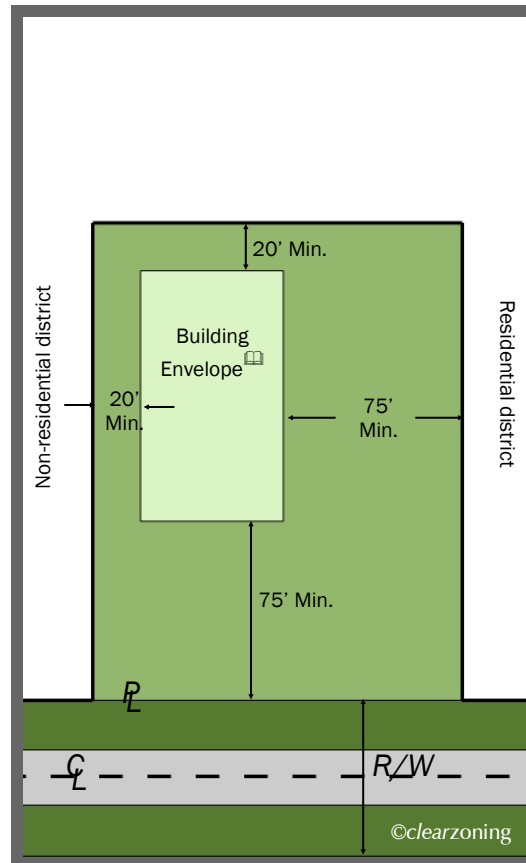 20’ Min.
Building
Envelope
Non-residential district
Residential district
20’
Min.
75’
Min.
75’ Min.
PL
CL
R/W
©clearzoning